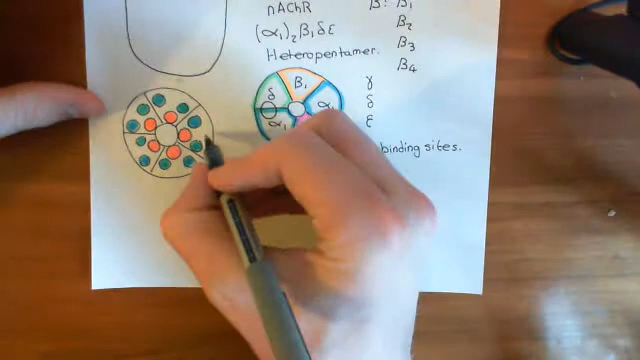 nAChR
(α₁)₂β₁δε
Heteropentamer.
β: β₁
β₂
β₃
β₄
γ
δ
ε
δ
β₁
α₁
α₁
binding sites.